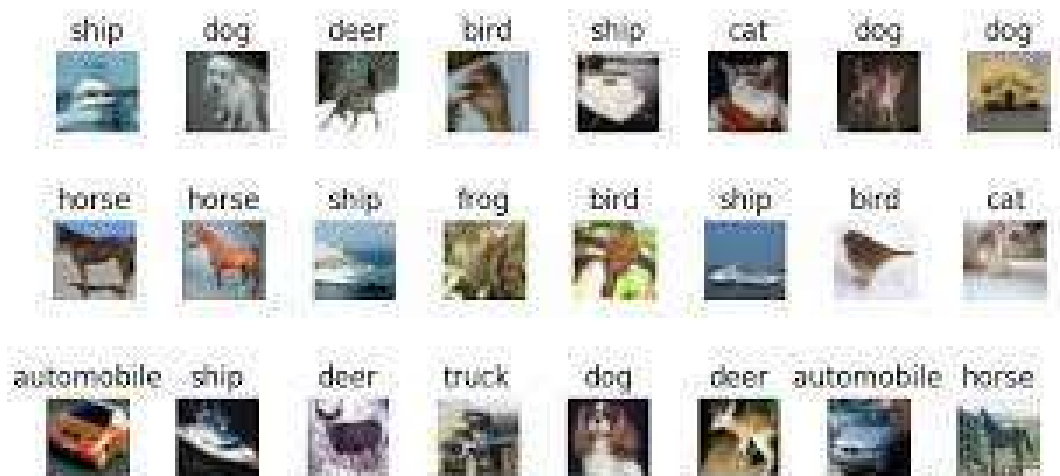 ship dog deer bird ship cat dog dog
horse horse ship frog bird ship bird cat
automobile ship deer truck dog deer automobile horse